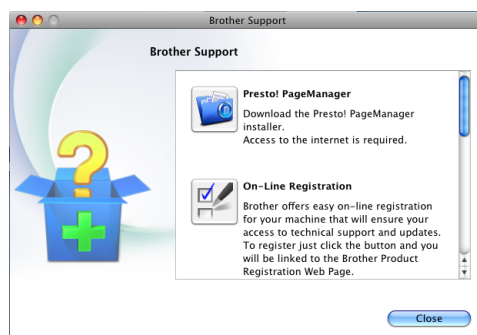 Brother Support
Brother Support
Presto! PageManager
Download the Presto! PageManager
installer.
Access to the internet is required.
On-Line Registration
Brother offers easy on-line registration
for your machine that will ensure your
access to technical support and updates.
To register just click the button and you
will be linked to the Brother Product
Registration Web Page.
Close